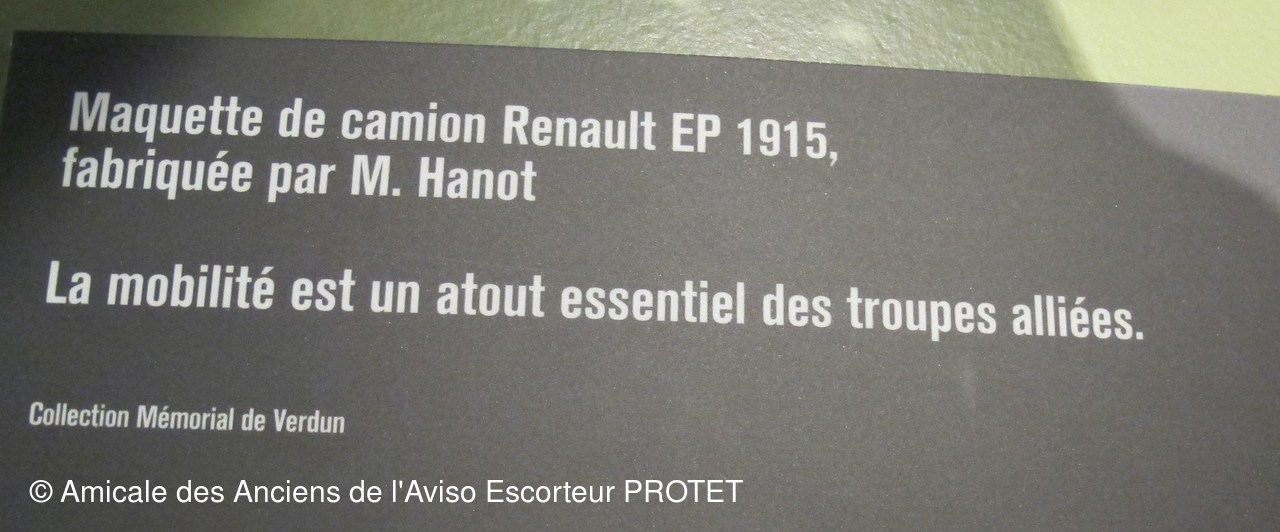 Maquette de camion Renault EP 1915,
fabriquée par M. Hanot
La mobilité est un atout essentiel des troupes alliées.
Collection Mémorial de Verdun
© Amicale des Anciens de l'Aviso Escorteur PROTET